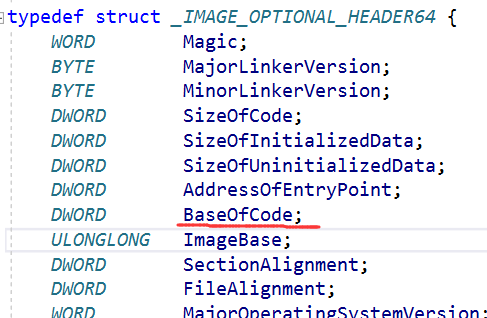 typedef struct _IMAGE_OPTIONAL_HEADER64 {
WORD Magic;
BYTE MajorLinkerVersion;
BYTE MinorLinkerVersion;
DWORD SizeOfCode;
DWORD SizeOfInitializedData;
DWORD SizeOfUninitializedData;
DWORD AddressOfEntryPoint;
DWORD BaseOfCode;
ULONGLONG ImageBase;
DWORD SectionAlignment;
DWORD FileAlignment;
WORD MajorOperatingSystemVersion;